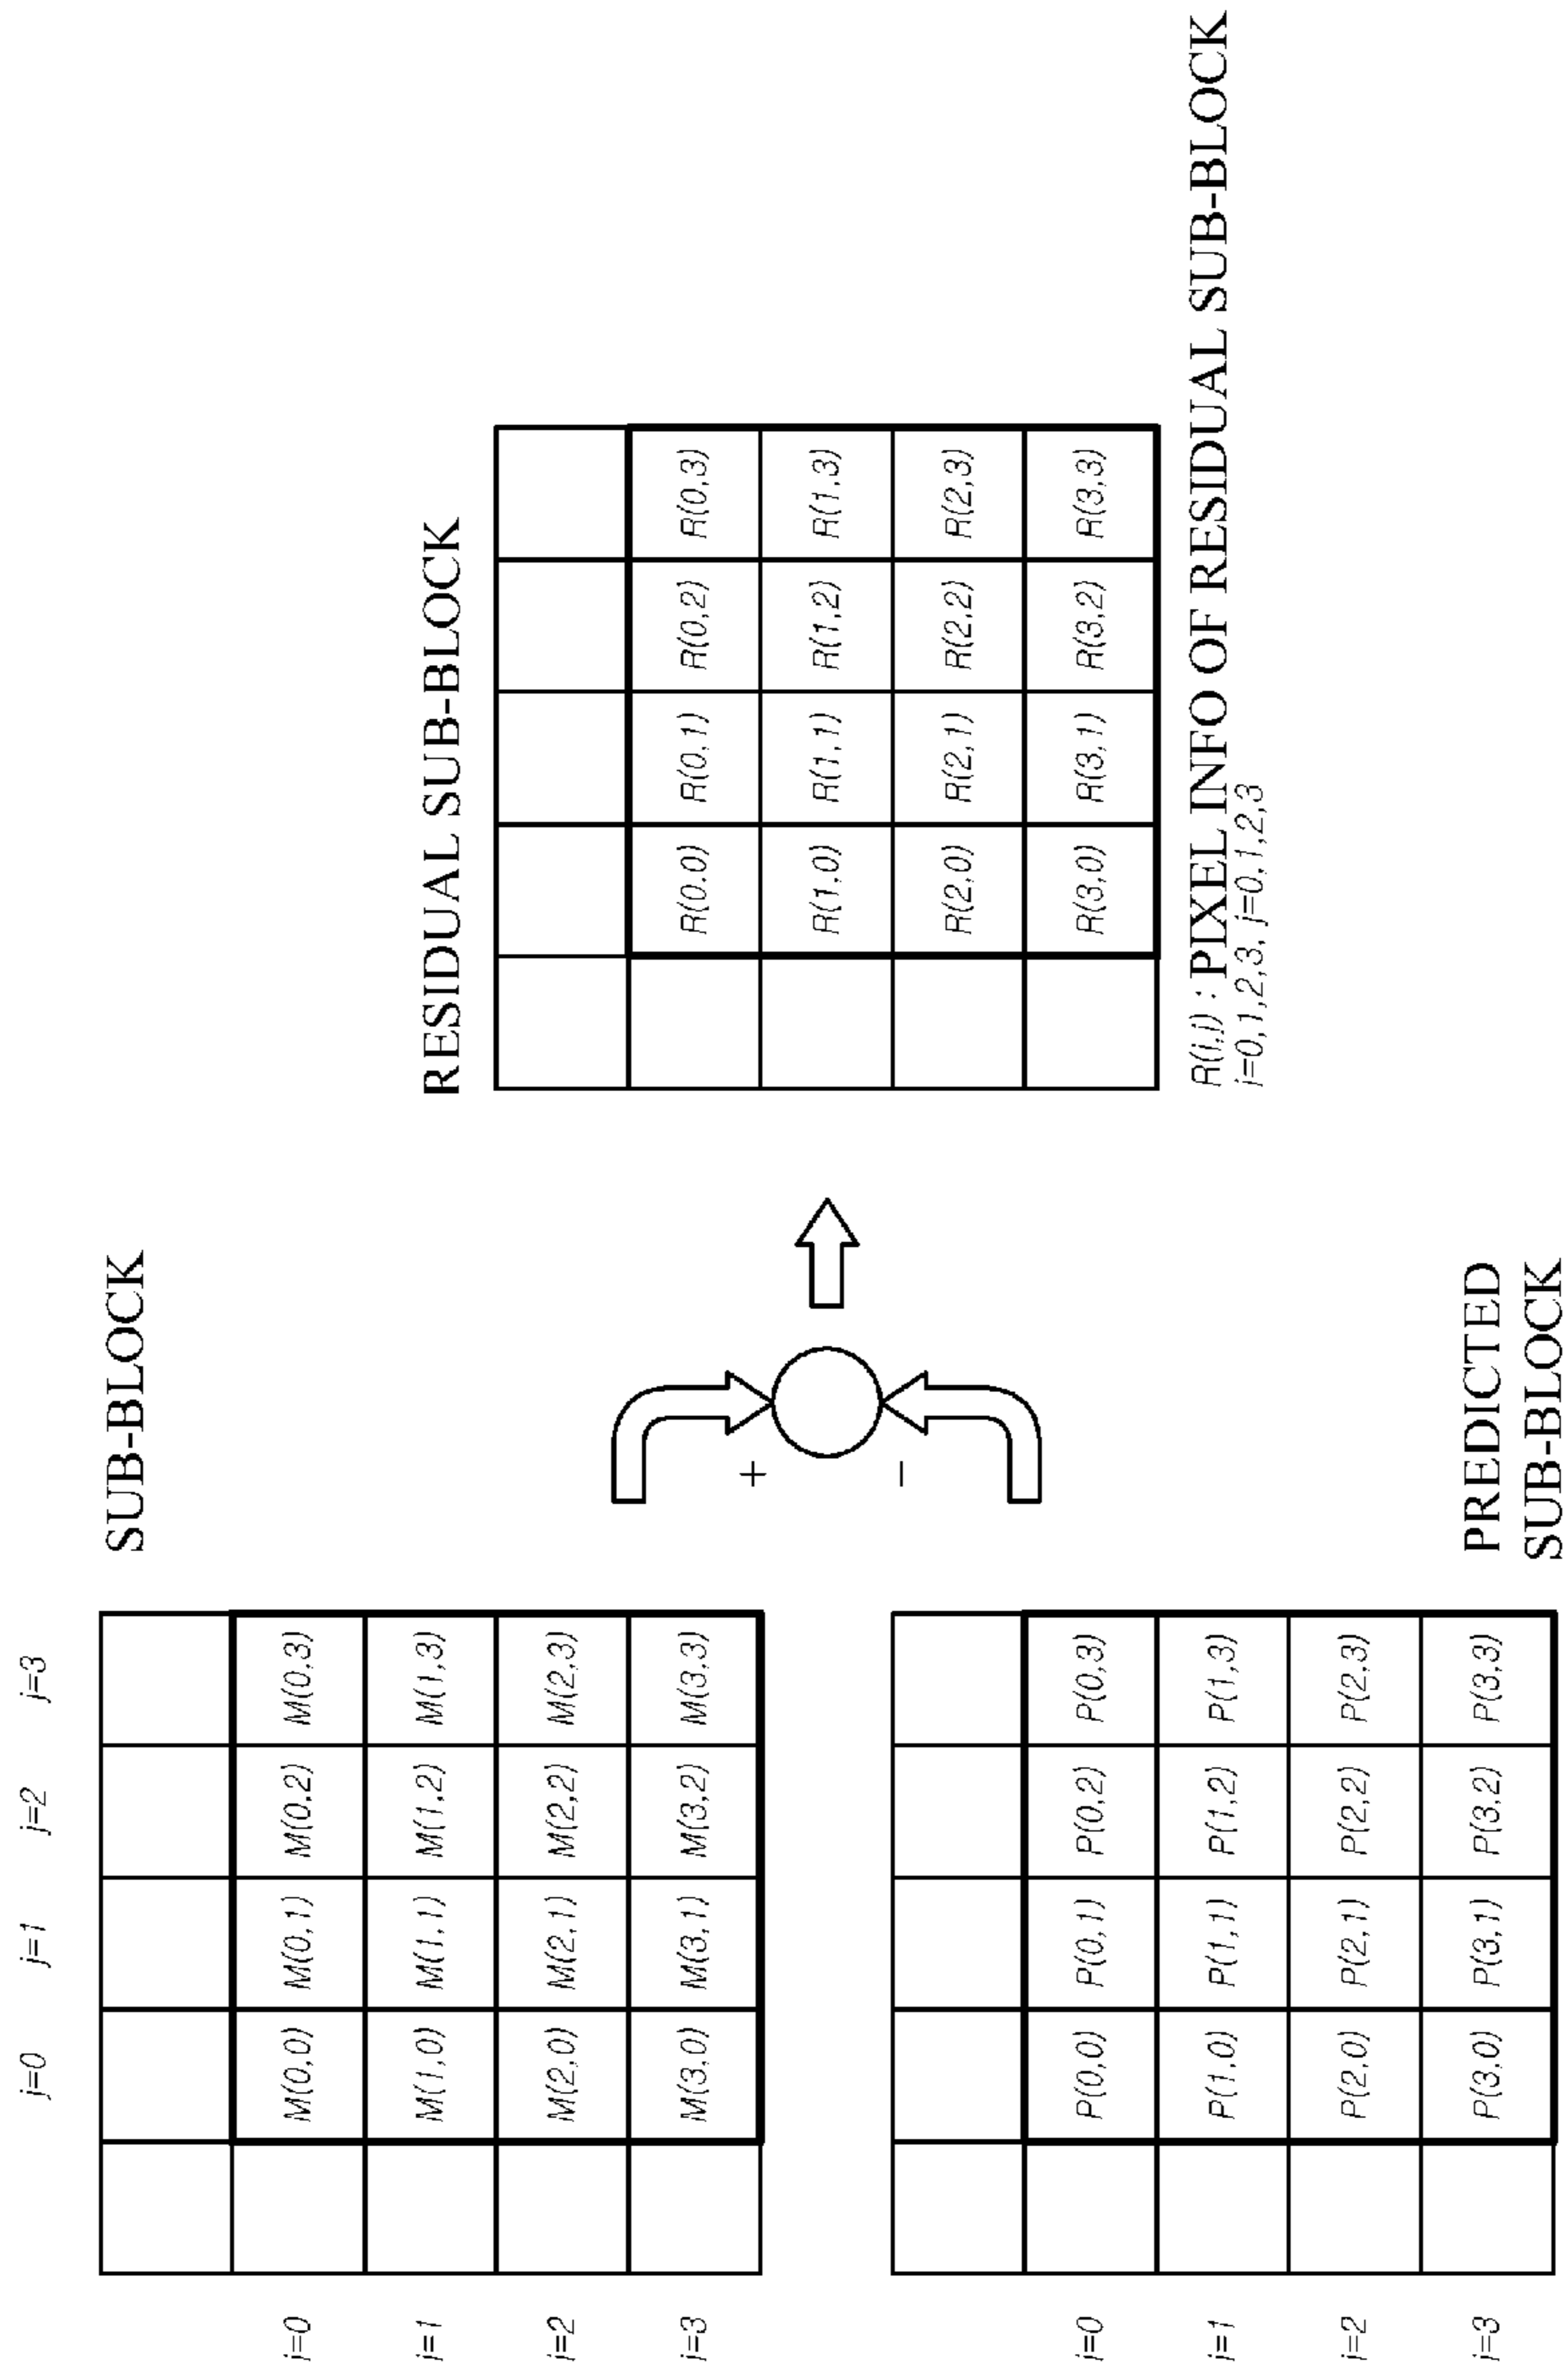 j=0 j=1 j=2 j=3
SUB-BLOCK
i=0 M(0,0) M(0,1) M(0,2) M(0,3)
i=1 M(1,0) M(1,1) M(1,2) M(1,3)
i=2 M(2,0) M(2,1) M(2,2) M(2,3)
i=3 M(3,0) M(3,1) M(3,2) M(3,3)
+
−
i=0 P(0,0) P(0,1) P(0,2) P(0,3)
i=1 P(1,0) P(1,1) P(1,2) P(1,3)
i=2 P(2,0) P(2,1) P(2,2) P(2,3)
i=3 P(3,0) P(3,1) P(3,2) P(3,3)
PREDICTED
SUB-BLOCK
RESIDUAL SUB-BLOCK
R(0.0) R(0,1) R(0,2) R(0,3)
R(1,0) R(1,1) R(1,2) R(1,3)
R(2,0) R(2,1) R(2,2) R(2,3)
R(3,0) R(3,1) R(3,2) R(3,3)
R(i,j) : PIXEL INFO OF RESIDUAL SUB-BLOCK
i=0,1,2,3, j=0,1,2,3